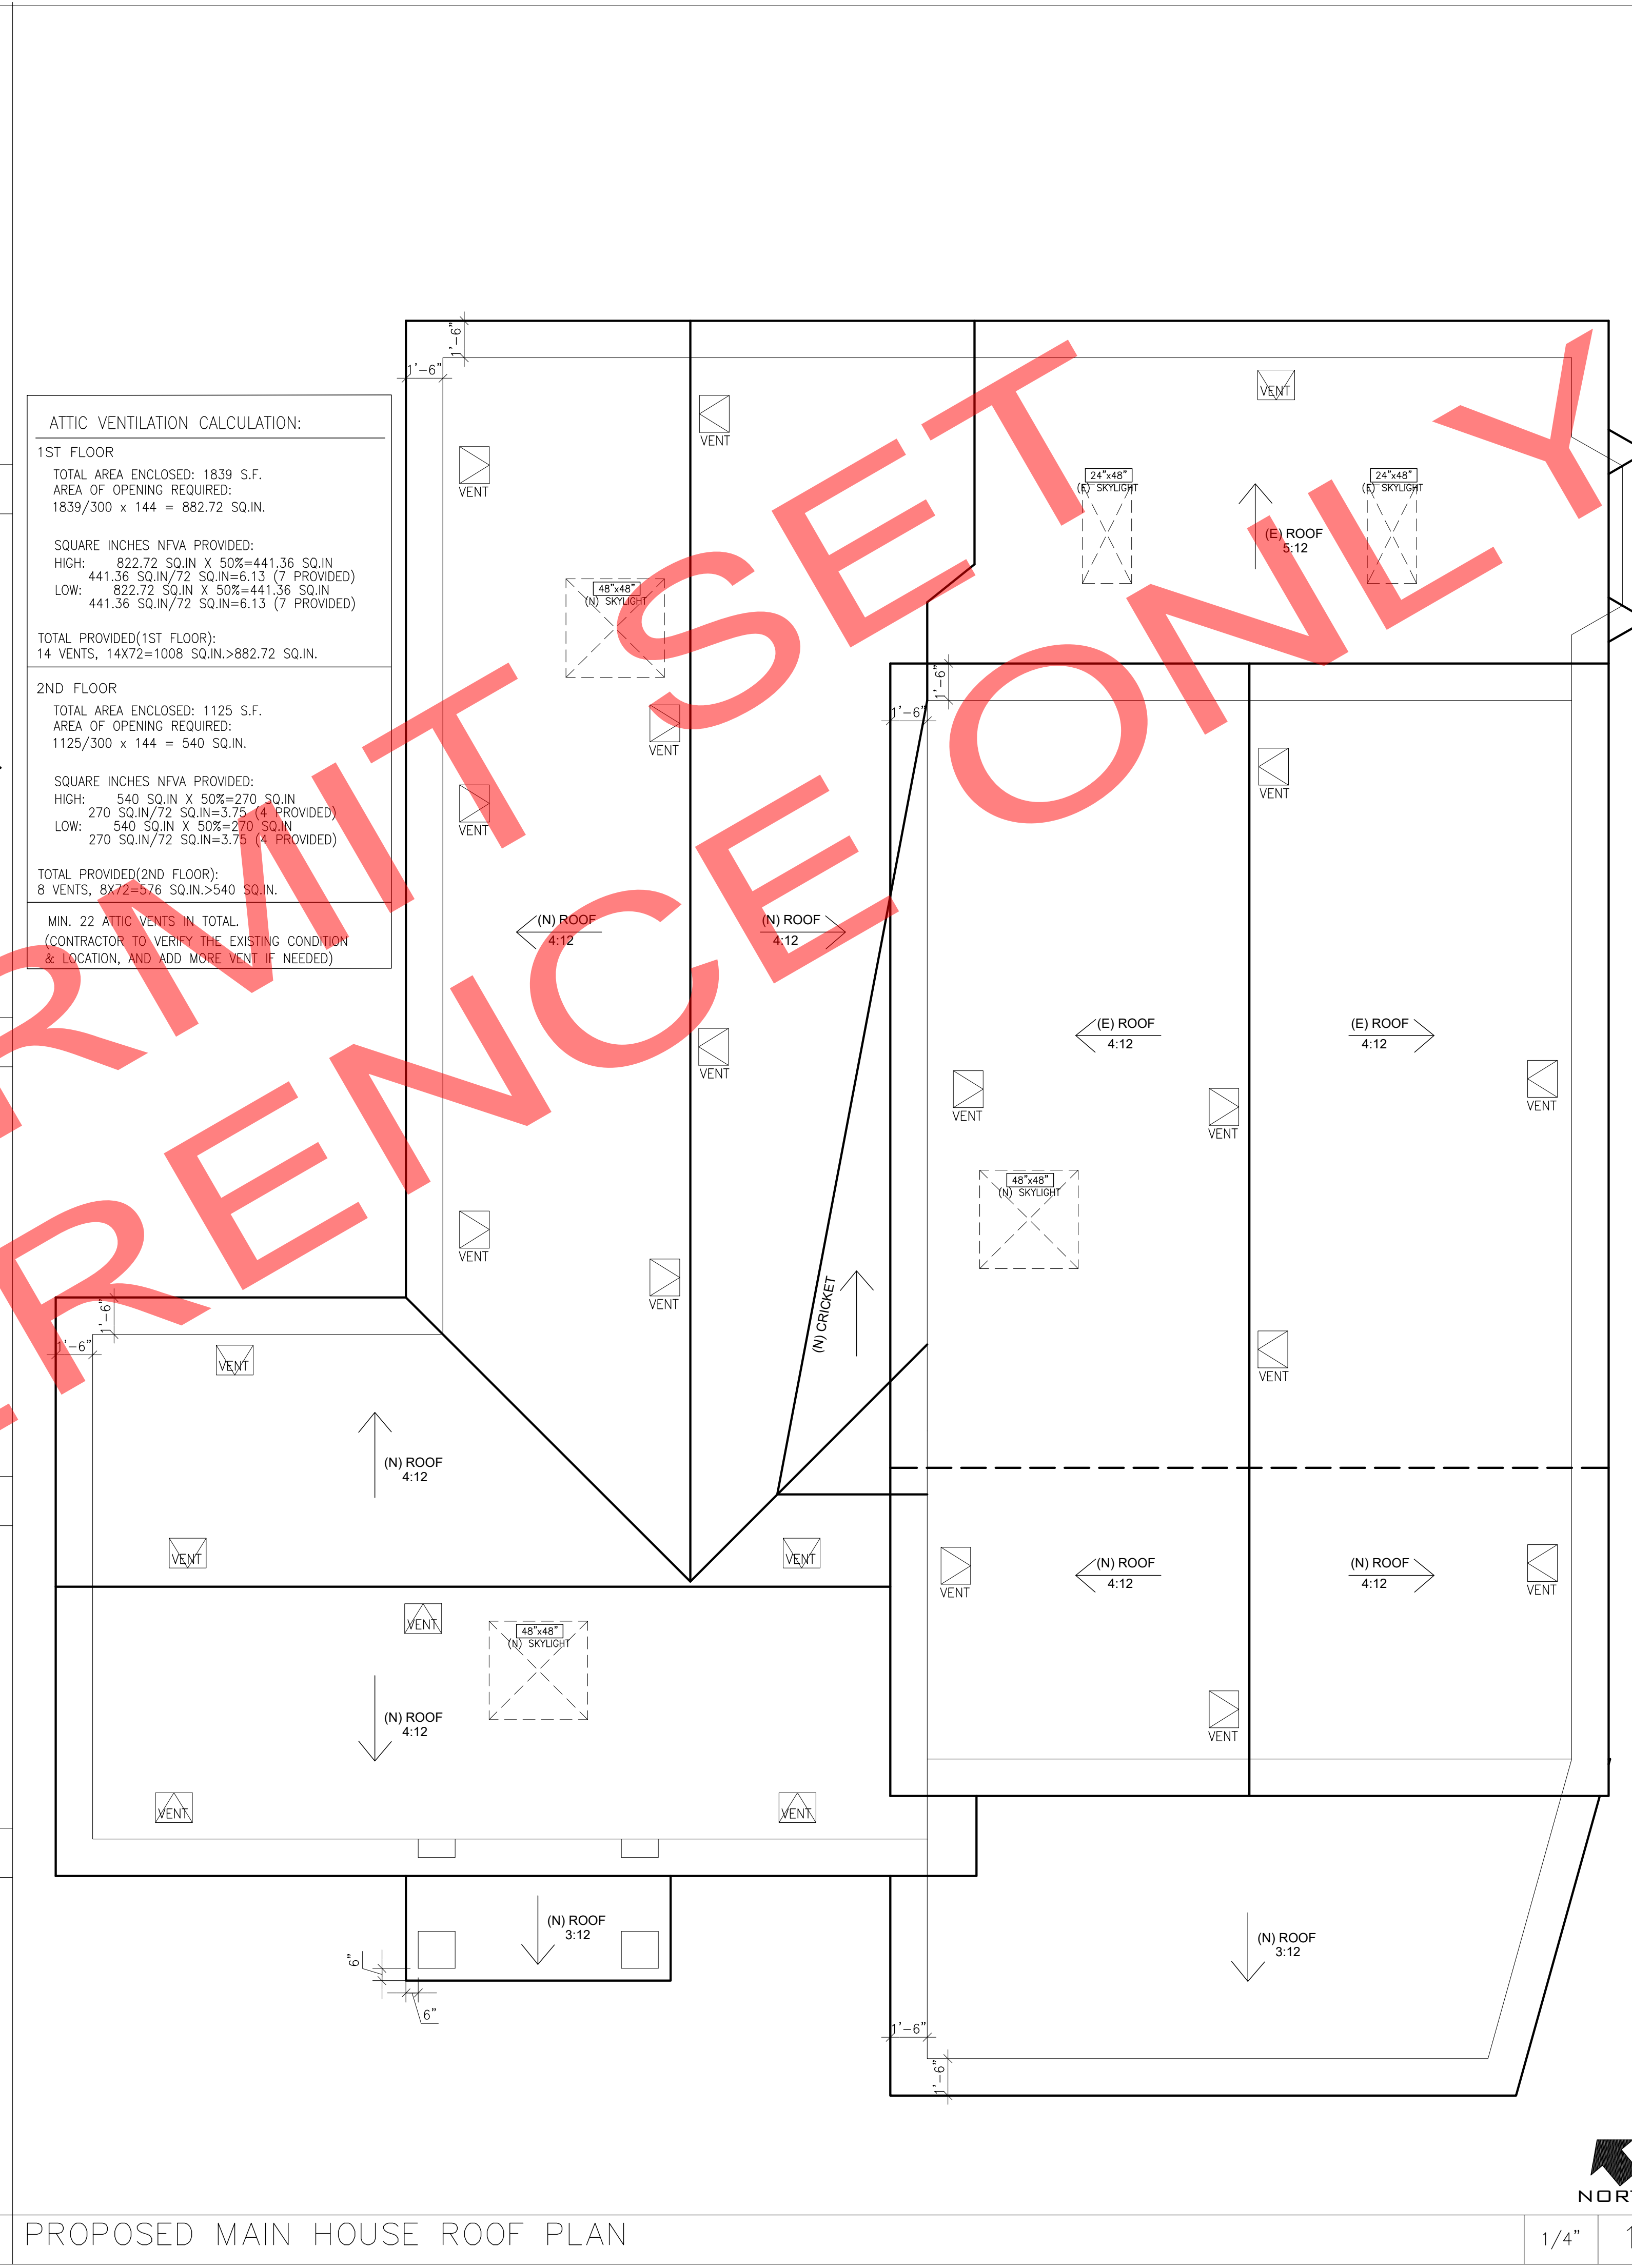 1'-6"
1'-6"
VENT
ATTIC VENTILATION CALCULATION:
1ST FLOOR
TOTAL AREA ENCLOSED: 1839 S.F.
AREA OF OPENING REQUIRED:
1839/300 x 144 = 882.72 SQ.IN.
SQUARE INCHES NFVA PROVIDED:
HIGH: 822.72 SQ.IN X 50%=441.36 SQ.IN
441.36 SQ.IN/72 SQ.IN=6.13 (7 PROVIDED)
LOW: 822.72 SQ.IN X 50%=441.36 SQ.IN
441.36 SQ.IN/72 SQ.IN=6.13 (7 PROVIDED)
TOTAL PROVIDED(1ST FLOOR):
14 VENTS, 14X72=1008 SQ.IN.>882.72 SQ.IN.
2ND FLOOR
TOTAL AREA ENCLOSED: 1125 S.F.
AREA OF OPENING REQUIRED:
1125/300 x 144 = 540 SQ.IN.
SQUARE INCHES NFVA PROVIDED:
HIGH: 540 SQ.IN X 50%=270 SQ.IN
270 SQ.IN/72 SQ.IN=3.75 (4 PROVIDED)
LOW: 540 SQ.IN X 50%=270 SQ.IN
270 SQ.IN/72 SQ.IN=3.75 (4 PROVIDED)
TOTAL PROVIDED(2ND FLOOR):
8 VENTS, 8X72=576 SQ.IN.>540 SQ.IN.
MIN. 22 ATTIC VENTS IN TOTAL.
(CONTRACTOR TO VERIFY THE EXISTING CONDITION
& LOCATION, AND ADD MORE VENT IF NEEDED)
VENT
VENT
24"x48"
(E) SKYLIGHT
24"x48"
(E) SKYLIGHT
(E) ROOF
5:12
48"x48"
(N) SKYLIGHT
1'-6"
1'-6"
VENT
VENT
VENT
(N) ROOF
4:12
(N) ROOF
4:12
(E) ROOF
4:12
(E) ROOF
4:12
VENT
VENT
VENT
VENT
48"x48"
(N) SKYLIGHT
VENT
VENT
(N) CRICKET
1'-6"
1'-6"
VENT
VENT
(N) ROOF
4:12
VENT
VENT
(N) ROOF
4:12
(N) ROOF
4:12
VENT
VENT
VENT
48"x48"
(N) SKYLIGHT
(N) ROOF
4:12
VENT
VENT
VENT
(N) ROOF
3:12
(N) ROOF
3:12
6"
6"
1'-6"
1'-6"
SET
ONLY
PROPOSED MAIN HOUSE ROOF PLAN
1/4"